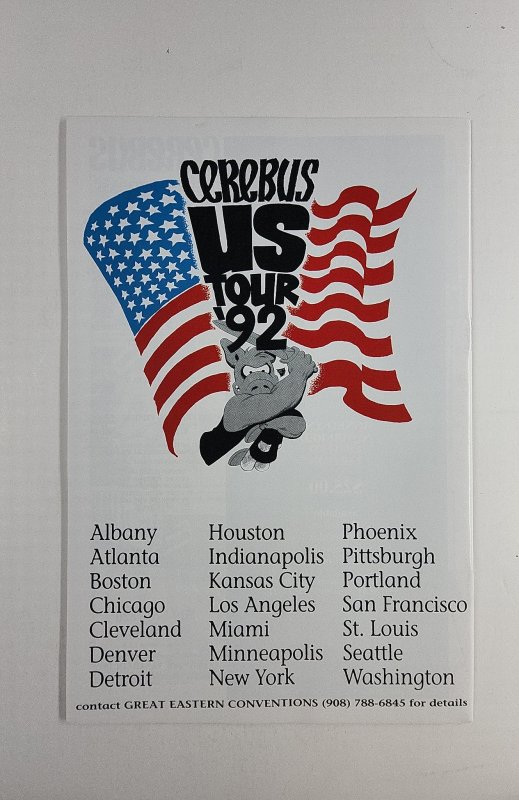 CEREBUS
US
TOUR
'92
Albany
Atlanta
Boston
Chicago
Cleveland
Denver
Detroit
Houston
Indianapolis
Kansas City
Los Angeles
Miami
Minneapolis
New York
Phoenix
Pittsburgh
Portland
San Francisco
St. Louis
Seattle
Washington
contact GREAT EASTERN CONVENTIONS (908) 788-6845 for details